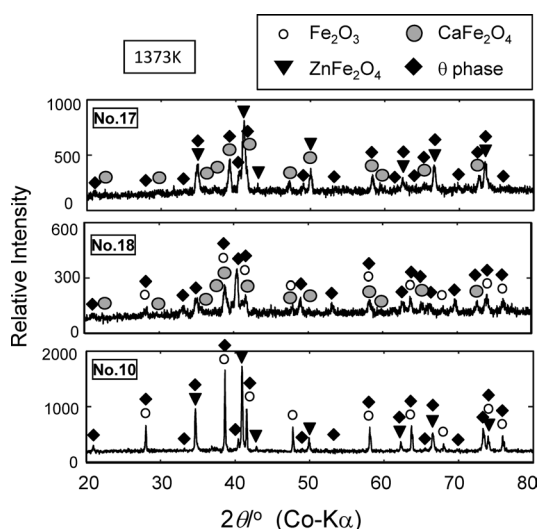 1373K
Fe2O3
CaFe2O4
ZnFe2O4
θ phase
Relative Intensity
1000
No.17
500
0
600
No.18
300
0
2000
No.10
1000
0
20 30 40 50 60 70 80
2θ/° (Co-Kα)